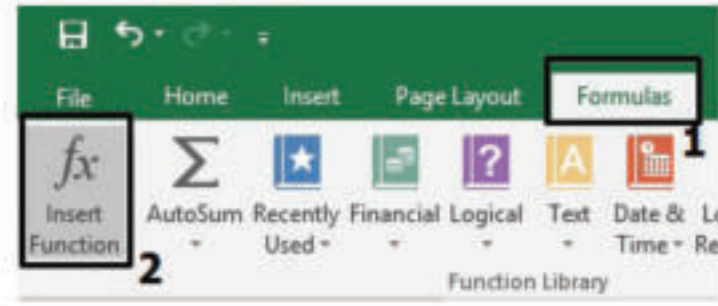 File Home Insert Page Layout Formulas
1
fx Σ ? A
Insert AutoSum Recently Financial Logical Text Date &
Function Used Time
2
Function Library